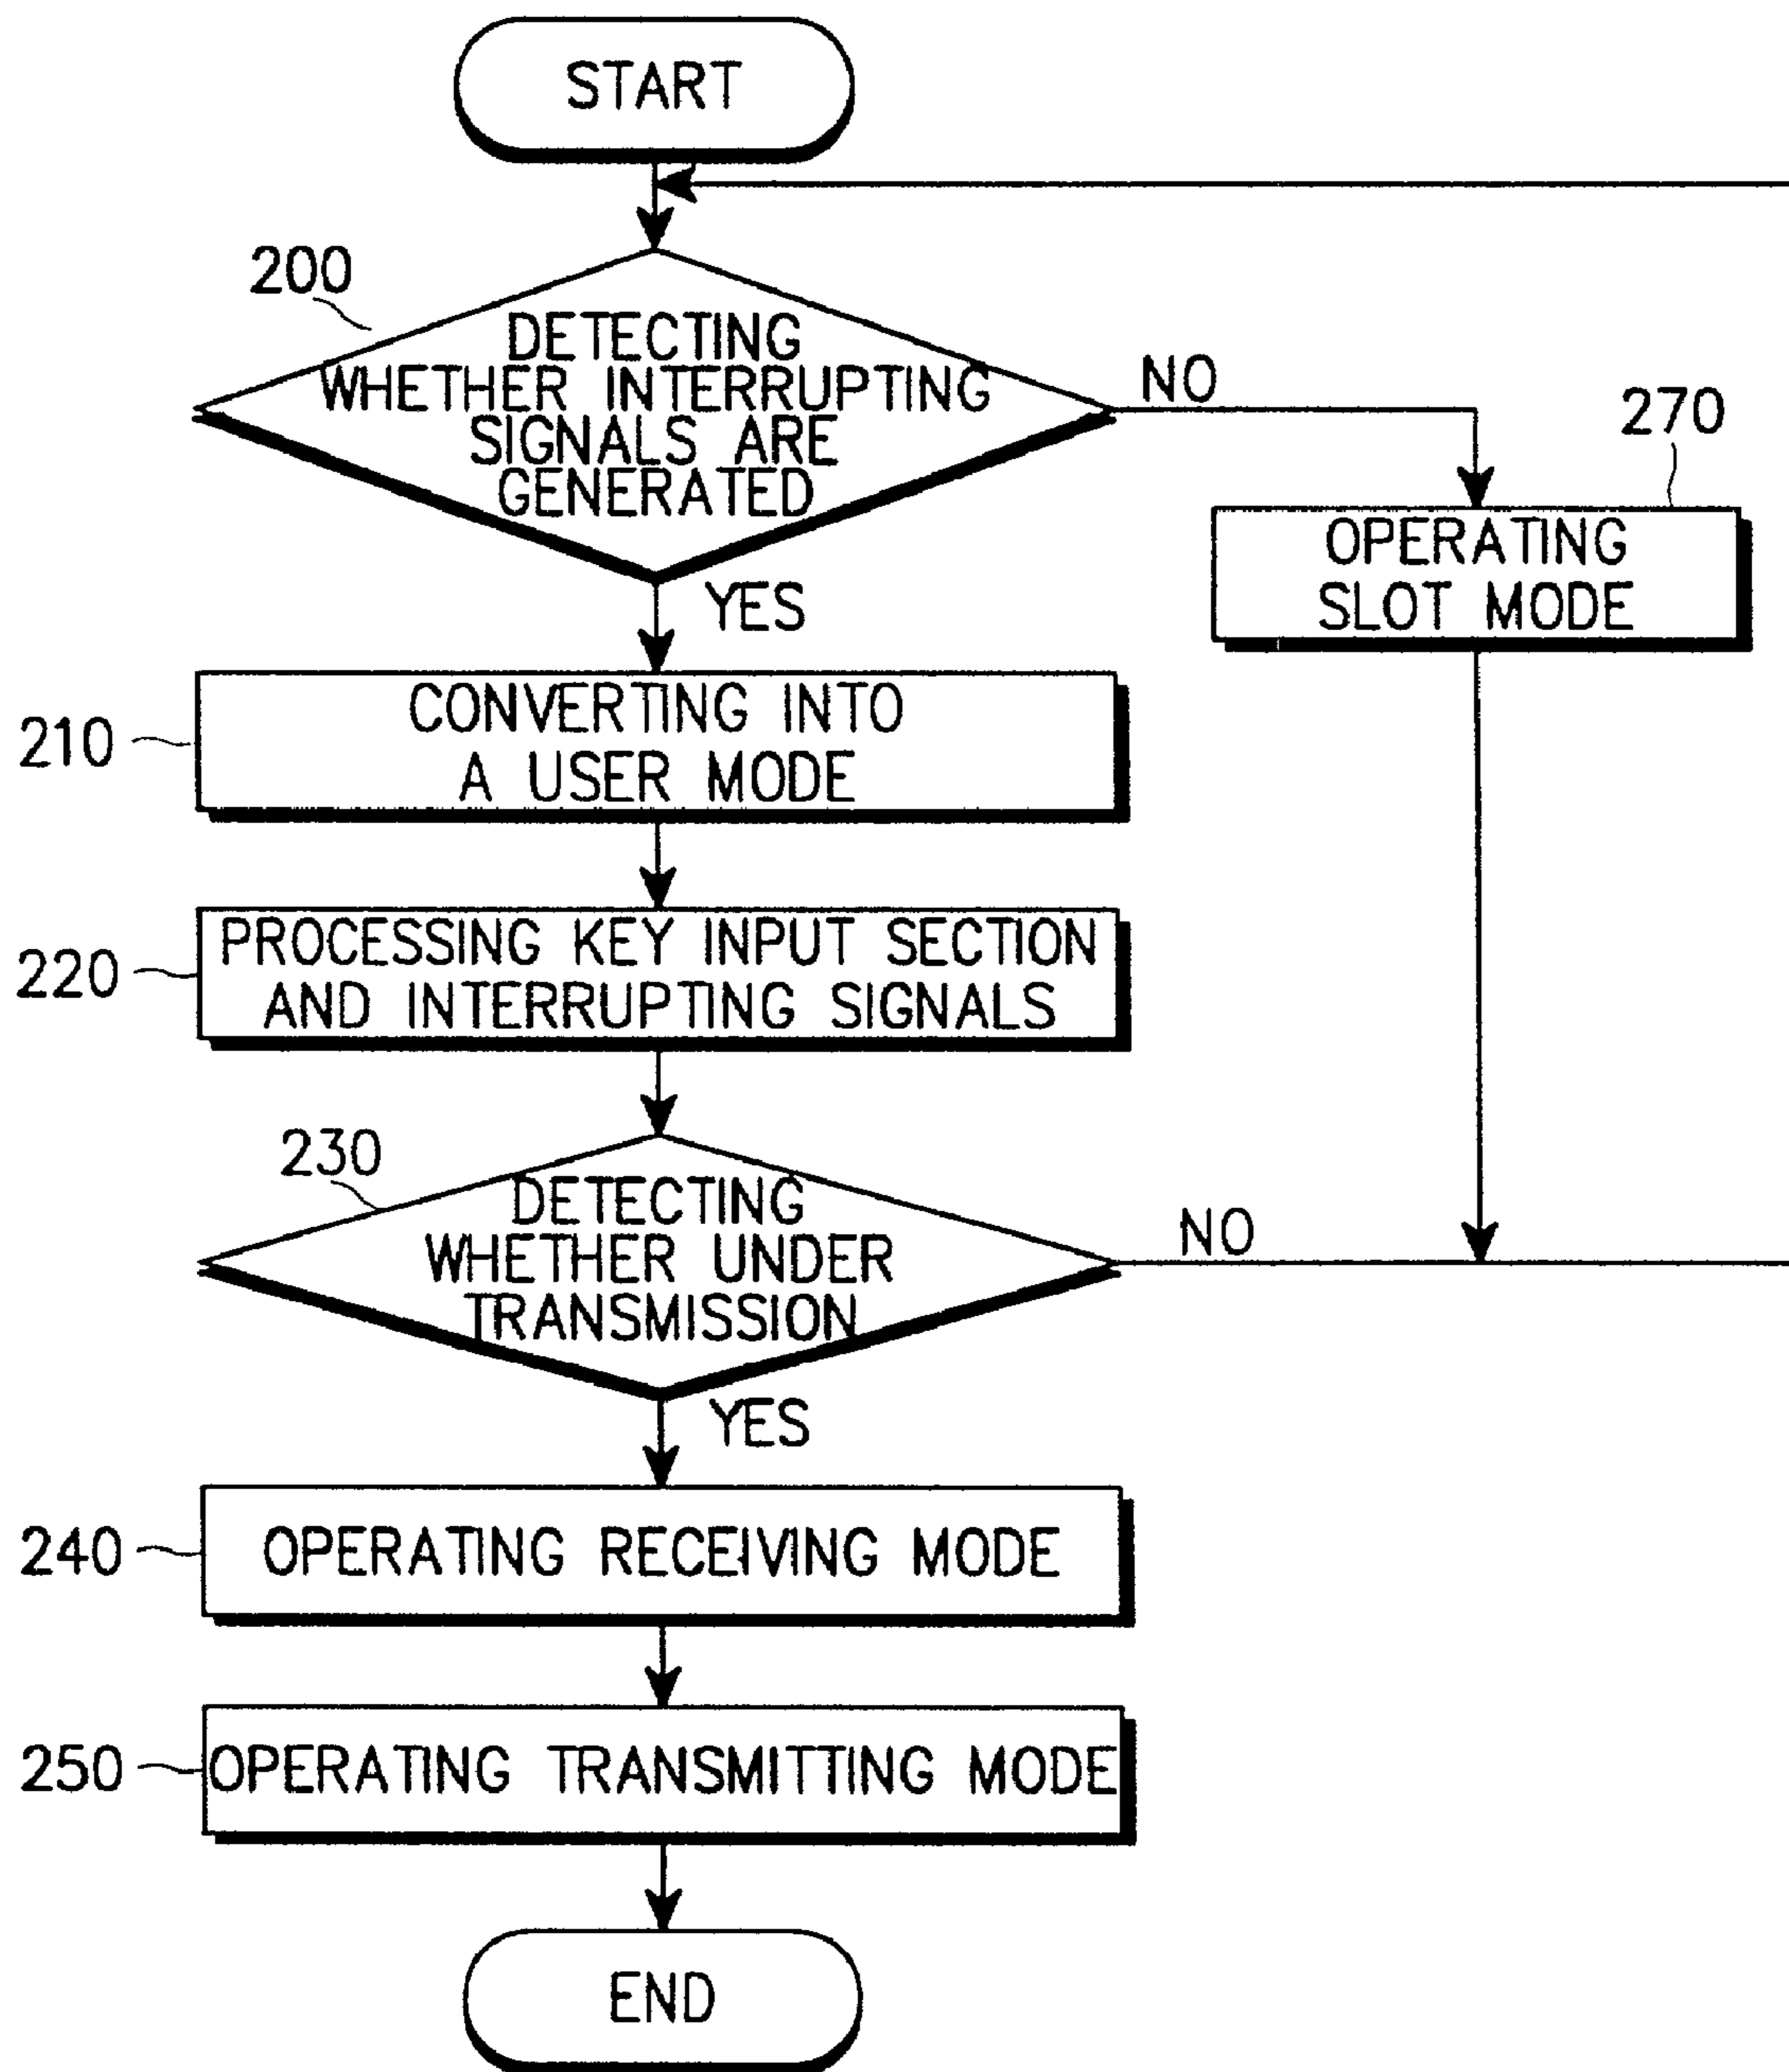 START
200
DETECTING
WHETHER INTERRUPTING
SIGNALS ARE
GENERATED
NO
270
OPERATING
SLOT MODE
YES
210
CONVERTING INTO
A USER MODE
220
PROCESSING KEY INPUT SECTION
AND INTERRUPTING SIGNALS
230
DETECTING
WHETHER UNDER
TRANSMISSION
NO
YES
240
OPERATING RECEIVING MODE
250
OPERATING TRANSMITTING MODE
END